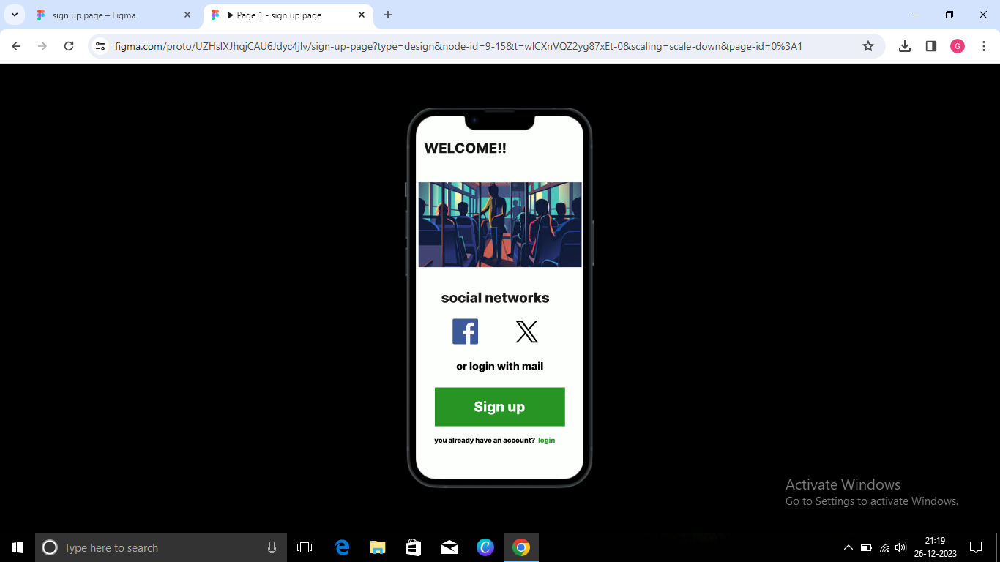 sign up page – Figma
▶ Page 1 - sign up page
figma.com/proto/UZHslXJhqjCAU6Jdyc4jlv/sign-up-page?type=design&node-id=9-15&t=wlCXnVQZ2yg87xEt-0&scaling=scale-down&page-id=0%3A1
G
WELCOME!!
social networks
or login with mail
Sign up
you already have an account? login
Activate Windows
Go to Settings to activate Windows.
Type here to search
21:19
26-12-2023